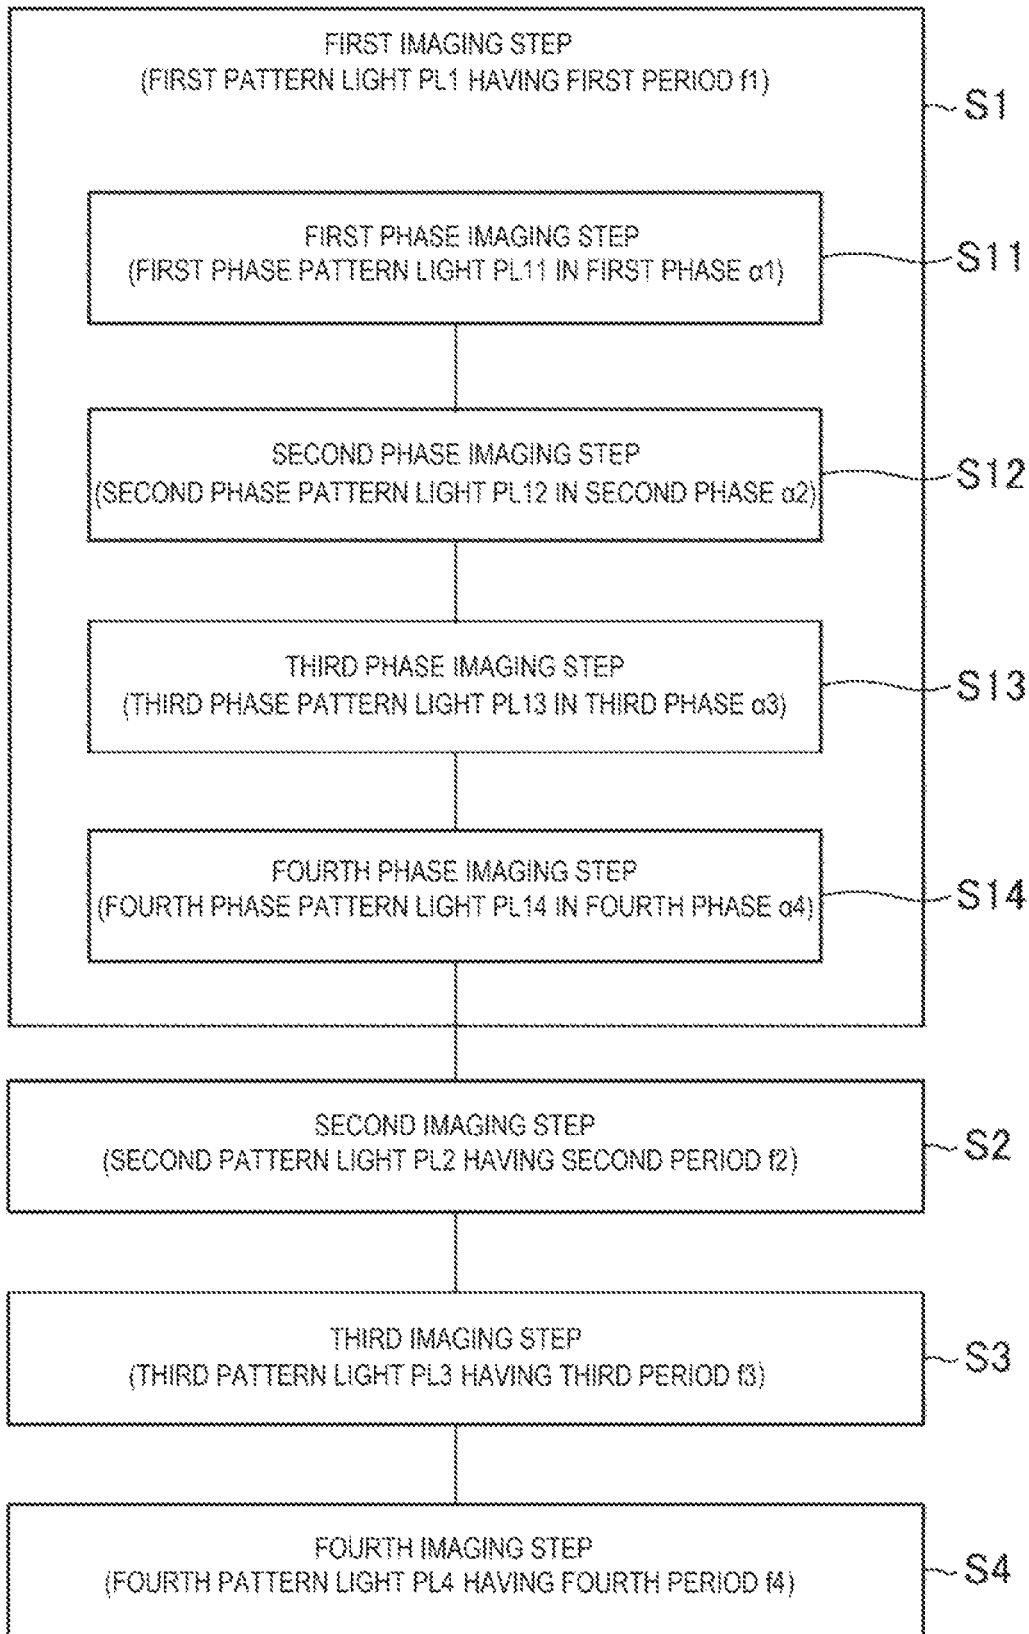 FIRST IMAGING STEP
(FIRST PATTERN LIGHT PL1 HAVING FIRST PERIOD f1)
S1
FIRST PHASE IMAGING STEP
(FIRST PHASE PATTERN LIGHT PL11 IN FIRST PHASE α1)
S11
SECOND PHASE IMAGING STEP
(SECOND PHASE PATTERN LIGHT PL12 IN SECOND PHASE α2)
S12
THIRD PHASE IMAGING STEP
(THIRD PHASE PATTERN LIGHT PL13 IN THIRD PHASE α3)
S13
FOURTH PHASE IMAGING STEP
(FOURTH PHASE PATTERN LIGHT PL14 IN FOURTH PHASE α4)
S14
SECOND IMAGING STEP
(SECOND PATTERN LIGHT PL2 HAVING SECOND PERIOD f2)
S2
THIRD IMAGING STEP
(THIRD PATTERN LIGHT PL3 HAVING THIRD PERIOD f3)
S3
FOURTH IMAGING STEP
(FOURTH PATTERN LIGHT PL4 HAVING FOURTH PERIOD f4)
S4